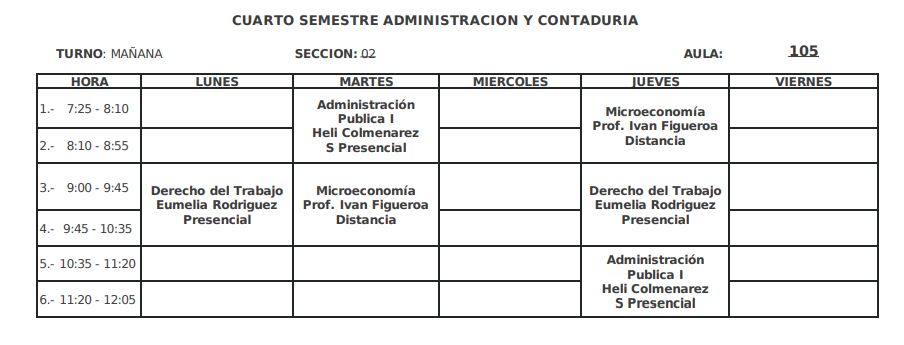 CUARTO SEMESTRE ADMINISTRACION Y CONTADURIA
TURNO: MAÑANA SECCION: 02 AULA: 105
HORA LUNES MARTES MIERCOLES JUEVES VIERNES
1.- 7:25 - 8:10
2.- 8:10 - 8:55
Administración
Publica I
Heli Colmenarez
S Presencial
Microeconomía
Prof. Ivan Figueroa
Distancia
3.- 9:00 - 9:45
4.- 9:45 - 10:35
Derecho del Trabajo
Eumelia Rodriguez
Presencial
Microeconomía
Prof. Ivan Figueroa
Distancia
Derecho del Trabajo
Eumelia Rodriguez
Presencial
5.- 10:35 - 11:20
6.- 11:20 - 12:05
Administración
Publica I
Heli Colmenarez
S Presencial